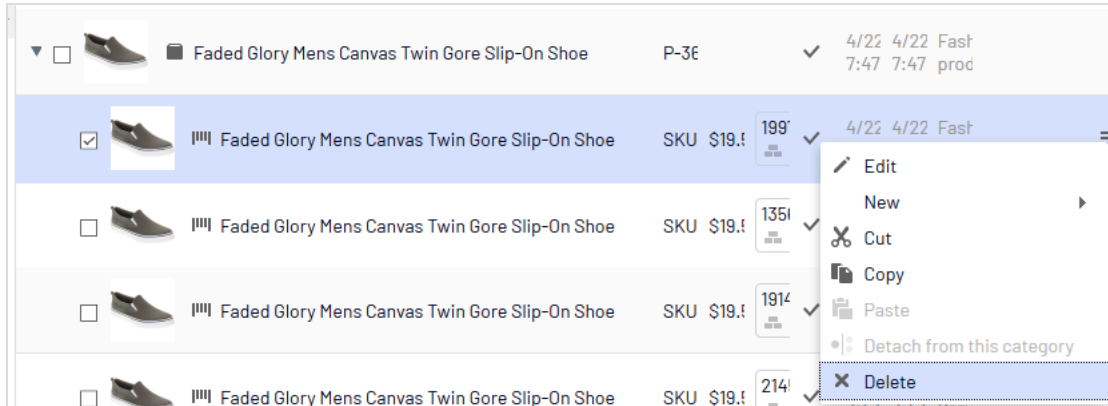 Faded Glory Mens Canvas Twin Gore Slip-On Shoe P-36
4/22 4/22 Fash
7:47 7:47 prod
Faded Glory Mens Canvas Twin Gore Slip-On Shoe SKU $19.5 1991 4/22 4/22 Fash
Edit
New
Faded Glory Mens Canvas Twin Gore Slip-On Shoe SKU $19.5 1356
Cut
Copy
Faded Glory Mens Canvas Twin Gore Slip-On Shoe SKU $19.5 1914
Paste
Detach from this category
Delete
Faded Glory Mens Canvas Twin Gore Slip-On Shoe SKU $19.5 2145